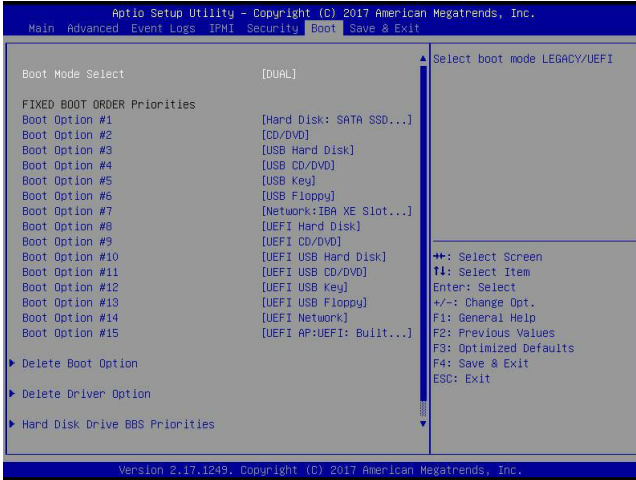 Aptio Setup Utility – Copyright (C) 2017 American Megatrends, Inc.
Main Advanced Event Logs IPMI Security Boot Save & Exit
Boot Mode Select [DUAL]
FIXED BOOT ORDER Priorities
Boot Option #1 [Hard Disk: SATA SSD...]
Boot Option #2 [CD/DVD]
Boot Option #3 [USB Hard Disk]
Boot Option #4 [USB CD/DVD]
Boot Option #5 [USB Key]
Boot Option #6 [USB Floppy]
Boot Option #7 [Network:IBA XE Slot...]
Boot Option #8 [UEFI Hard Disk]
Boot Option #9 [UEFI CD/DVD]
Boot Option #10 [UEFI USB Hard Disk]
Boot Option #11 [UEFI USB CD/DVD]
Boot Option #12 [UEFI USB Key]
Boot Option #13 [UEFI USB Floppy]
Boot Option #14 [UEFI Network]
Boot Option #15 [UEFI AP:UEFI: Built...]
Delete Boot Option
Delete Driver Option
Hard Disk Drive BBS Priorities
Select boot mode LEGACY/UEFI
→←: Select Screen
↑↓: Select Item
Enter: Select
+/-: Change Opt.
F1: General Help
F2: Previous Values
F3: Optimized Defaults
F4: Save & Exit
ESC: Exit
Version 2.17.1249. Copyright (C) 2017 American Megatrends, Inc.